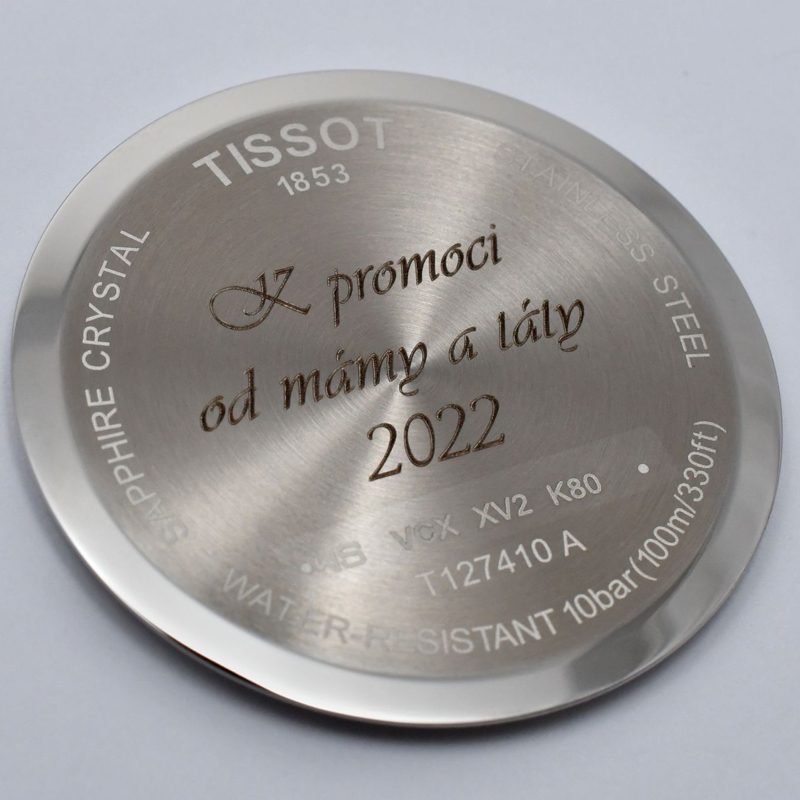 TISSOT
1853
STAINLESS STEEL
SAPPHIRE CRYSTAL
K promoci
od mámy a táty
2022
VCX XV2 K80
T127410 A
WATER-RESISTANT 10bar(100m/330ft)